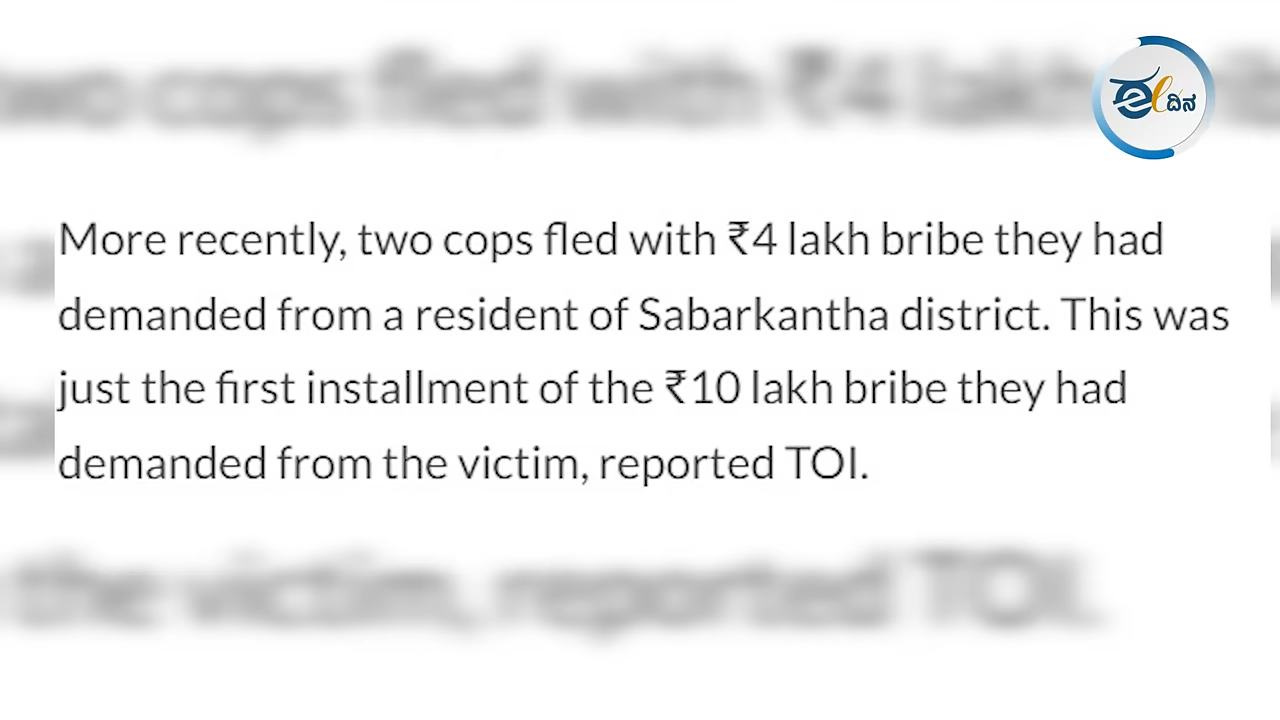 ಈ ದಿನ
More recently, two cops fled with ₹4 lakh bribe they had
demanded from a resident of Sabarkantha district. This was
just the first installment of the ₹10 lakh bribe they had
demanded from the victim, reported TOI.